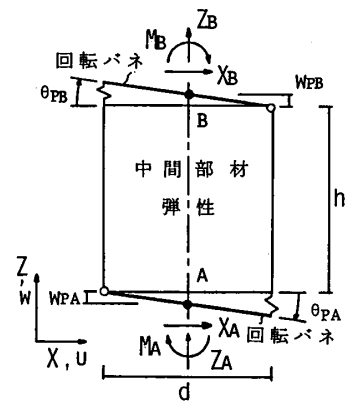 Z_B
M_B
回転バネ
X_B
W_PB
θ_PB
B
中間部材
弾性
h
A
Z, W
W_PA
θ_PA
X_A
回転バネ
M_A
Z_A
X, U
d